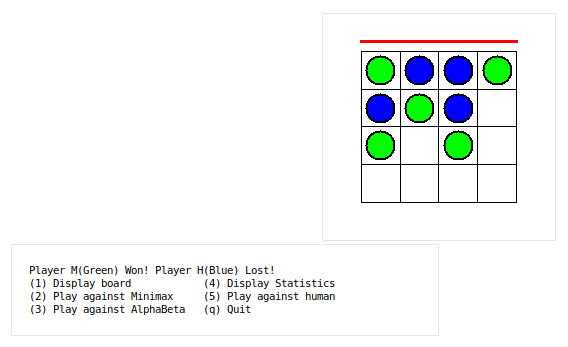 Player M(Green) Won! Player H(Blue) Lost!
(1) Display board (4) Display Statistics
(2) Play against Minimax (5) Play against human
(3) Play against AlphaBeta (q) Quit